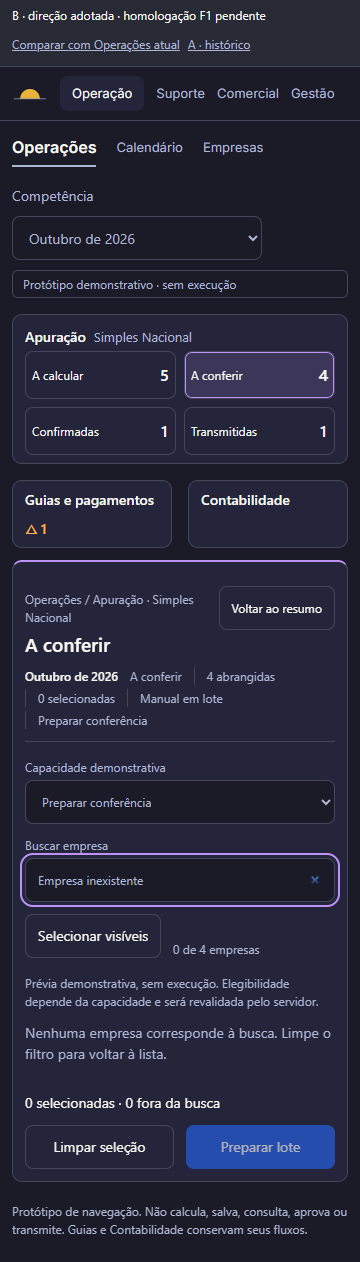 B · direção adotada · homologação F1 pendente
Comparar com Operações atual A · histórico
Operação Suporte Comercial Gestão
Operações Calendário Empresas
Competência
Outubro de 2026
Protótipo demonstrativo · sem execução
Apuração Simples Nacional
A calcular 5
A conferir 4
Confirmadas 1
Transmitidas 1
Guias e pagamentos
1
Contabilidade
Operações / Apuração · Simples
Nacional
Voltar ao resumo
A conferir
Outubro de 2026 A conferir 4 abrangidas
0 selecionadas Manual em lote
Preparar conferência
Capacidade demonstrativa
Preparar conferência
Buscar empresa
Empresa inexistente
Selecionar visíveis 0 de 4 empresas
Prévia demonstrativa, sem execução. Elegibilidade
depende da capacidade e será revalidada pelo servidor.
Nenhuma empresa corresponde à busca. Limpe o
filtro para voltar à lista.
0 selecionadas · 0 fora da busca
Limpar seleção Preparar lote
Protótipo de navegação. Não calcula, salva, consulta, aprova ou
transmite. Guias e Contabilidade conservam seus fluxos.